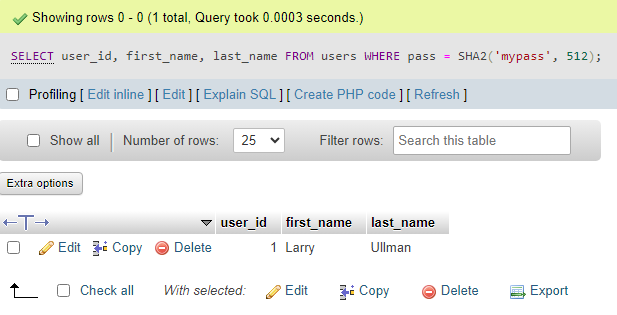 Showing rows 0 - 0 (1 total, Query took 0.0003 seconds.)
SELECT user_id, first_name, last_name FROM users WHERE pass = SHA2('mypass', 512);
Profiling [ Edit inline ] [ Edit ] [ Explain SQL ] [ Create PHP code ] [ Refresh ]
Show all Number of rows: 25 Filter rows: Search this table
Extra options
←T→ user_id first_name last_name
Edit Copy Delete 1 Larry Ullman
Check all With selected: Edit Copy Delete Export